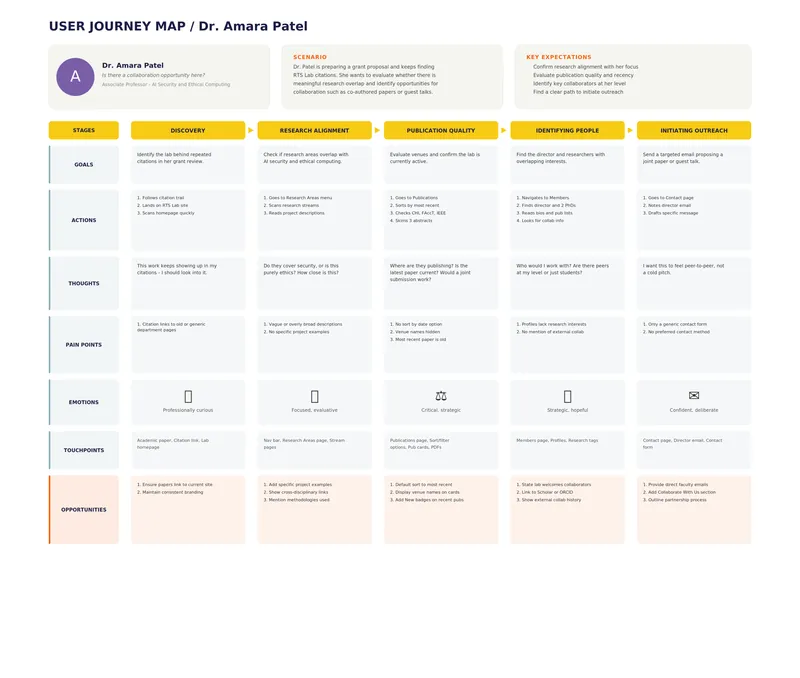 USER JOURNEY MAP / Dr. Amara Patel
A
Dr. Amara Patel
Is there a collaboration opportunity here?
Associate Professor - AI Security and Ethical Computing
SCENARIO
Dr. Patel is preparing a grant proposal and keeps finding
RTS Lab citations. She wants to evaluate whether there is
meaningful research overlap and identify opportunities for
collaboration such as co-authored papers or guest talks.
KEY EXPECTATIONS
Confirm research alignment with her focus
Evaluate publication quality and recency
Identify key collaborators at her level
Find a clear path to initiate outreach
STAGES
DISCOVERY
RESEARCH ALIGNMENT
PUBLICATION QUALITY
IDENTIFYING PEOPLE
INITIATING OUTREACH
GOALS
Identify the lab behind repeated
citations in her grant review.
Check if research areas overlap with
AI security and ethical computing.
Evaluate venues and confirm the lab is
currently active.
Find the director and researchers with
overlapping interests.
Send a targeted email proposing a
joint paper or guest talk.
ACTIONS
1. Follows citation trail
2. Lands on RTS Lab site
3. Scans homepage quickly
1. Goes to Research Areas menu
2. Scans research streams
3. Reads project descriptions
1. Goes to Publications
2. Sorts by most recent
3. Checks CHI, FAccT, IEEE
4. Skims 3 abstracts
1. Navigates to Members
2. Finds director and 2 PhDs
3. Reads bios and pub lists
4. Looks for collab info
1. Goes to Contact page
2. Notes director email
3. Drafts specific message
THOUGHTS
This work keeps showing up in my
citations - I should look into it.
Do they cover security, or is this
purely ethics? How close is this?
Where are they publishing? Is the
latest paper current? Would a joint
submission work?
Who would I work with? Are there peers
at my level or just students?
I want this to feel peer-to-peer, not
a cold pitch.
PAIN POINTS
1. Citation links to old or generic
department pages
1. Vague or overly broad descriptions
2. No specific project examples
1. No sort by date option
2. Venue names hidden
3. Most recent paper is old
1. Profiles lack research interests
2. No mention of external collab
1. Only a generic contact form
2. No preferred contact method
EMOTIONS
Professionally curious
Focused, evaluative
Critical, strategic
Strategic, hopeful
Confident, deliberate
TOUCHPOINTS
Academic paper, Citation link, Lab
homepage
Nav bar, Research Areas page, Stream
pages
Publications page, Sort/filter
options, Pub cards, PDFs
Members page, Profiles, Research tags
Contact page, Director email, Contact
form
OPPORTUNITIES
1. Ensure papers link to current site
2. Maintain consistent branding
1. Add specific project examples
2. Show cross-disciplinary links
3. Mention methodologies used
1. Default sort to most recent
2. Display venue names on cards
3. Add New badges on recent pubs
1. State lab welcomes collaborators
2. Link to Scholar or ORCID
3. Show external collab history
1. Provide direct faculty emails
2. Add Collaborate With Us section
3. Outline partnership process